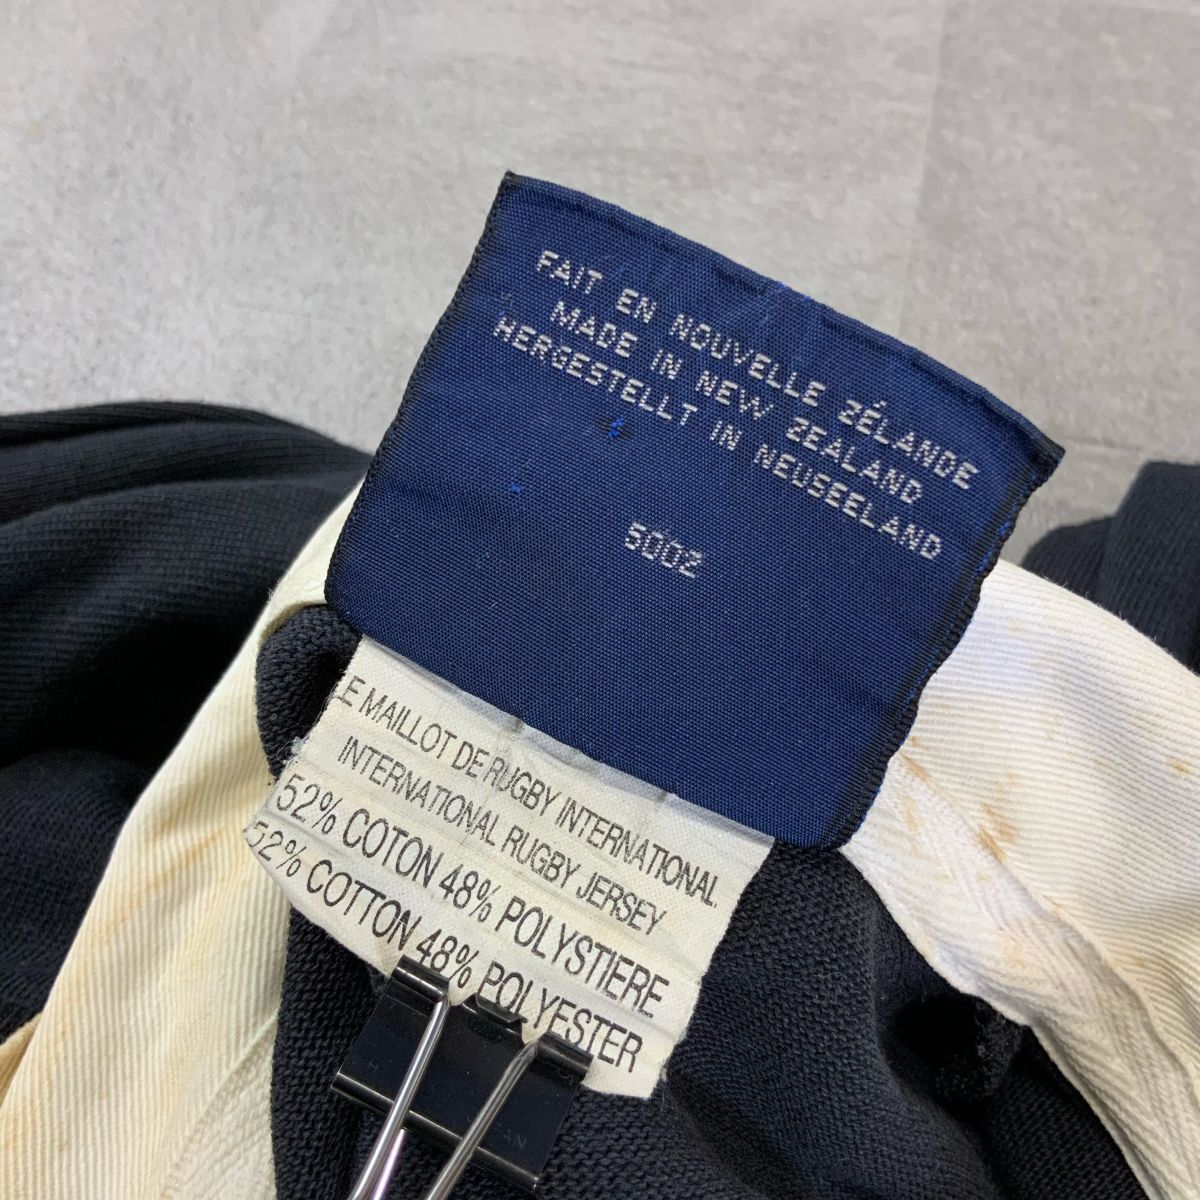 FAIT EN NOUVELLE ZÉLANDE
MADE IN NEW ZEALAND
HERGESTELLT IN NEUSEELAND
5002
LE MAILLOT DE RUGBY INTERNATIONAL
INTERNATIONAL RUGBY JERSEY
52% COTON 48% POLYSTIERE
52% COTTON 48% POLYESTER